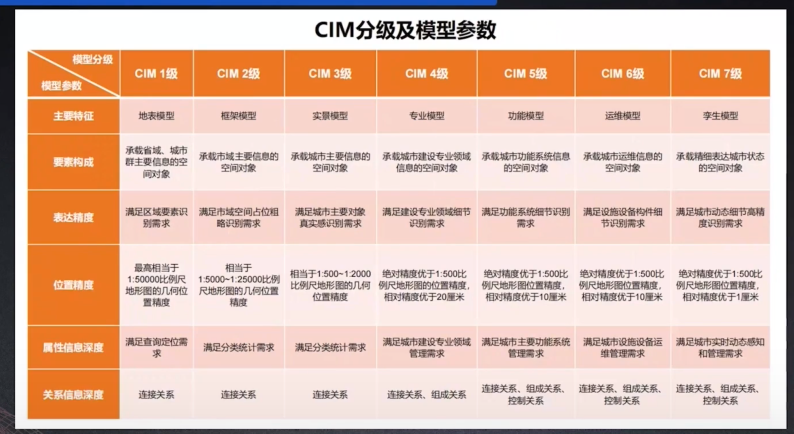 CIM分级及模型参数
模型分级
模型参数
CIM 1级
CIM 2级
CIM 3级
CIM 4级
CIM 5级
CIM 6级
CIM 7级
主要特征
地表模型
框架模型
实景模型
专业模型
功能模型
运维模型
孪生模型
要素构成
承载省域、城市
群主要信息的空
间对象
承载市域主要信息的
空间对象
承载城市主要信息的
空间对象
承载城市建设专业领域
信息的空间对象
承载城市功能系统信息
的空间对象
承载城市运维信息的
空间对象
承载精细表达城市状态
的空间对象
表达精度
满足区域要素识
别需求
满足市域空间占位粗
略识别需求
满足城市主要对象
真实感识别需求
满足建设专业领域细节
识别需求
满足功能系统细节识别
需求
满足设施设备构件细
节识别需求
满足城市动态细节高精
度识别需求
位置精度
最高相当于
1:50000比例尺
地形图的几何位
置精度
相当于
1:5000~1:25000比例
尺地形图的几何位置
精度
相当于1:500~1:2000
比例尺地形图的几何
位置精度
绝对精度优于1:500比
例尺地形图的位置精度，
相对精度优于20厘米
绝对精度优于1:500比
例尺地形图位置精度，
相对精度优于10厘米
绝对精度优于1:500比
例尺地形图位置精度，
相对精度优于10厘米
绝对精度优于1:500比
例尺地形图位置精度，
相对精度优于1厘米
属性信息深度
满足查询定位需
求
满足分类统计需求
满足分类统计需求
满足城市建设专业领域
管理需求
满足城市主要功能系统
管理需求
满足城市设施设备运
维管理需求
满足城市实时动态感知
和管理需求
关系信息深度
连接关系
连接关系
连接关系
连接关系、组成关系
连接关系、组成关系、
控制关系
连接关系、组成关系、
控制关系
连接关系、组成关系、
控制关系